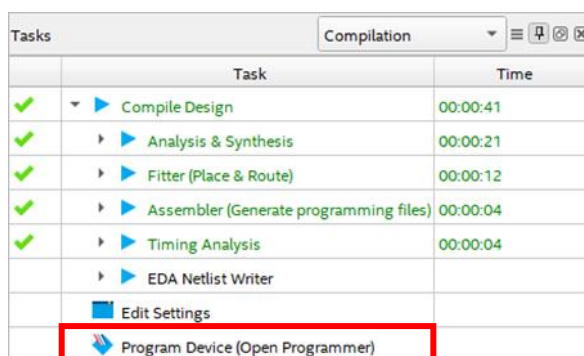 Tasks Compilation
Task Time
Compile Design 00:00:41
Analysis & Synthesis 00:00:21
Fitter (Place & Route) 00:00:12
Assembler (Generate programming files) 00:00:04
Timing Analysis 00:00:04
EDA Netlist Writer
Edit Settings
Program Device (Open Programmer)